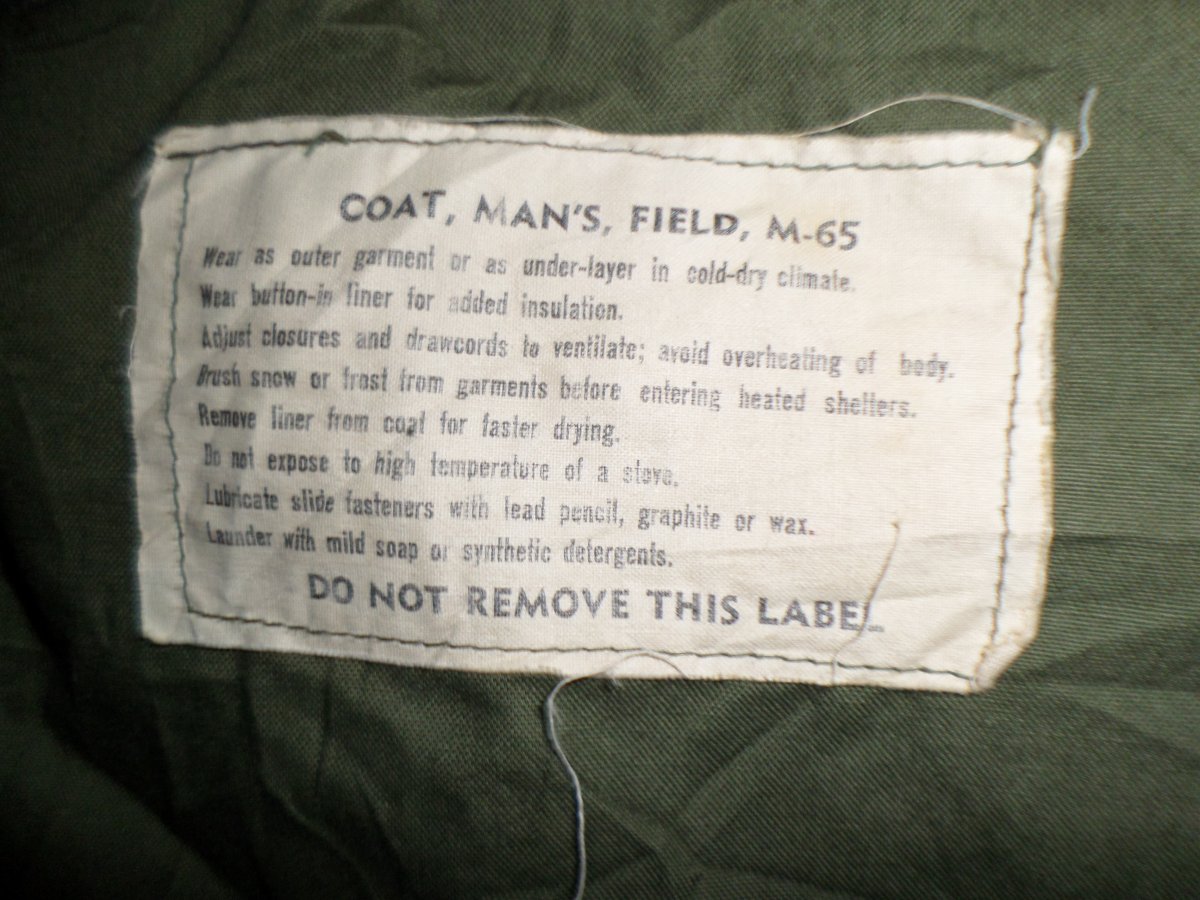 COAT, MAN'S, FIELD, M-65
Wear as outer garment or as under-layer in cold-dry climate.
Wear button-in liner for added insulation.
Adjust closures and drawcords to ventilate; avoid overheating of body.
Brush snow or frost from garments before entering heated shelters.
Remove liner from coat for faster drying.
Do not expose to high temperature of a stove.
Lubricate slide fasteners with lead pencil, graphite or wax.
Launder with mild soap or synthetic detergents.
DO NOT REMOVE THIS LABEL